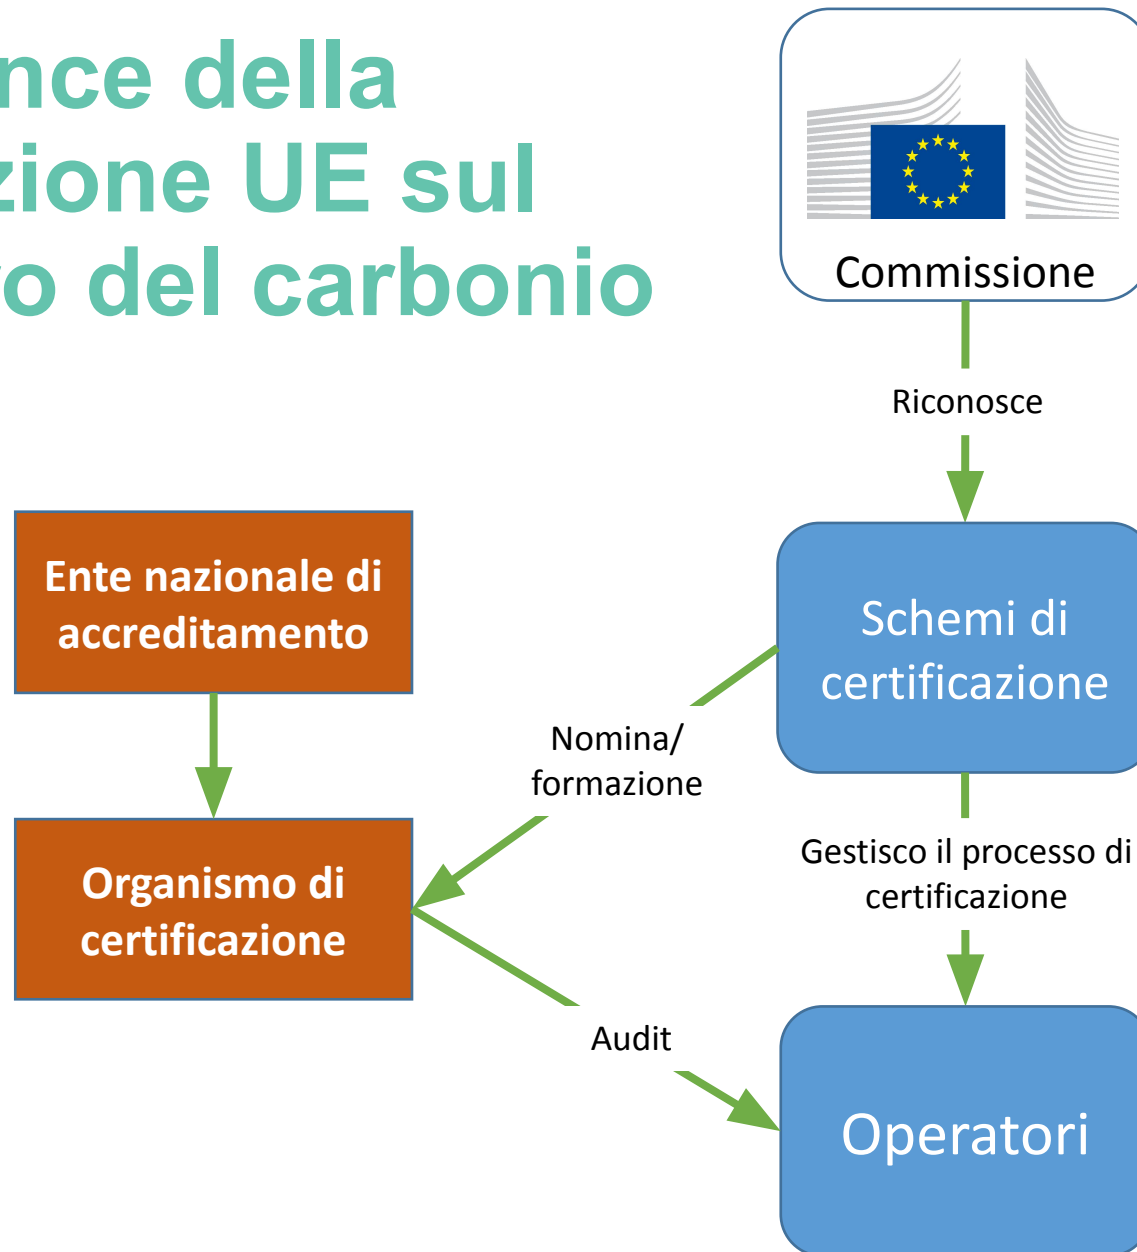 nce della
zione UE sul
o del carbonio
Commissione
Riconosce
Ente nazionale di
accreditamento
Schemi di
certificazione
Nomina/
formazione
Organismo di
certificazione
Gestisco il processo di
certificazione
Audit
Operatori